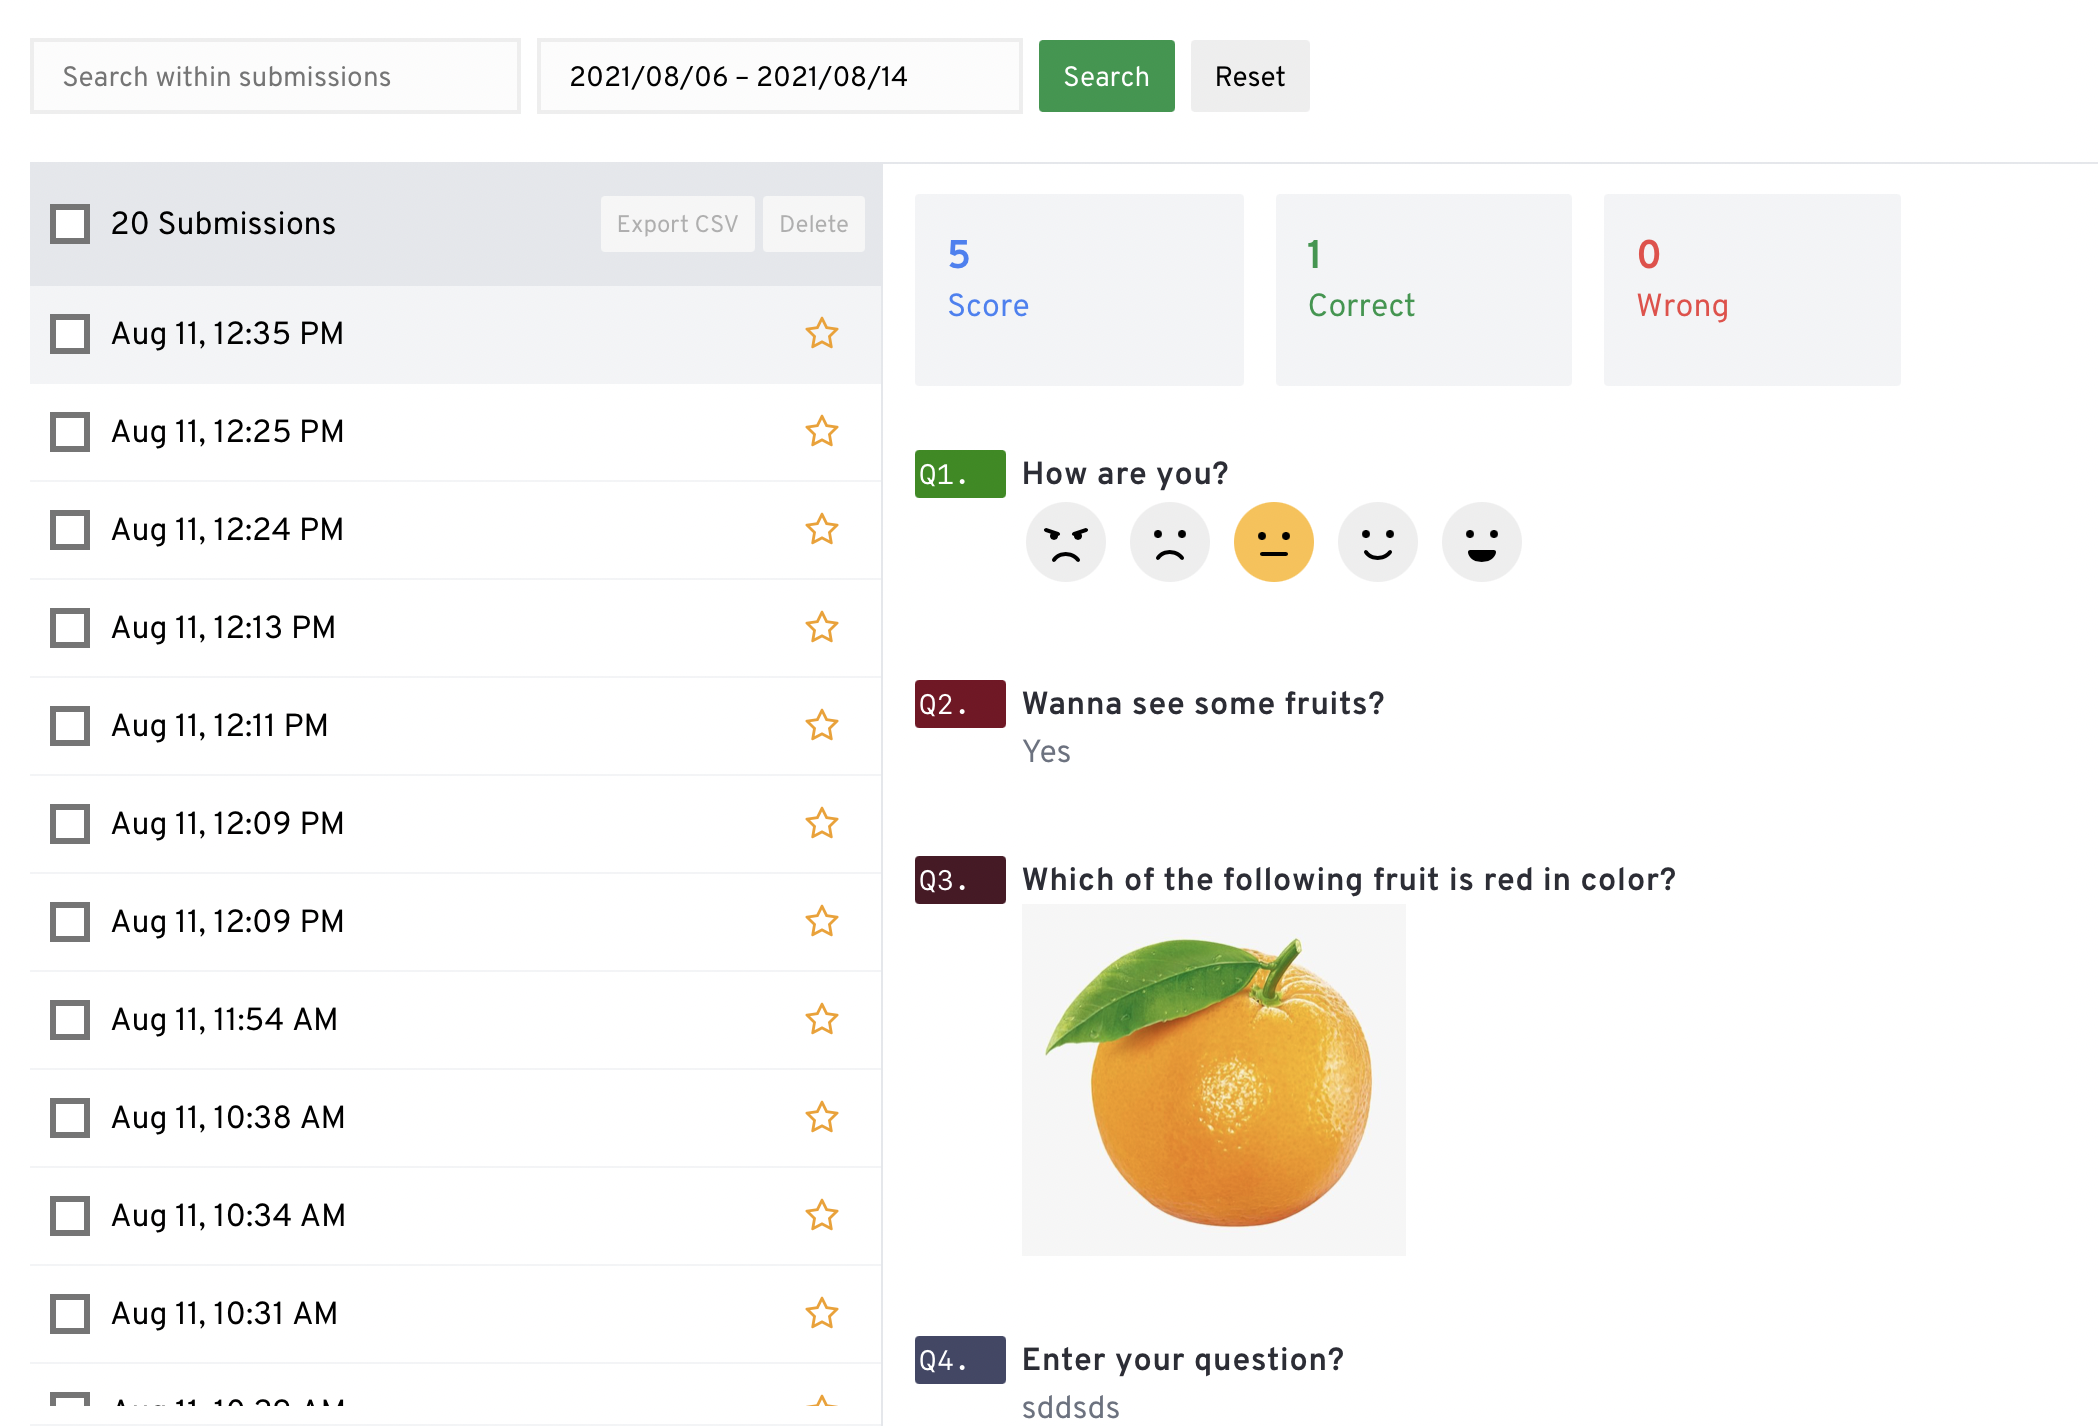 Search within submissions
2021/08/06 – 2021/08/14
Search
Reset
20 Submissions
Export CSV
Delete
Aug 11, 12:35 PM
Aug 11, 12:25 PM
Aug 11, 12:24 PM
Aug 11, 12:13 PM
Aug 11, 12:11 PM
Aug 11, 12:09 PM
Aug 11, 12:09 PM
Aug 11, 11:54 AM
Aug 11, 10:38 AM
Aug 11, 10:34 AM
Aug 11, 10:31 AM
Aug 11,
AM
5
Score
1
Correct
0
Wrong
Q1. How are you?
Q2. Wanna see some fruits?
Yes
Q3. Which of the following fruit is red in color?
Q4. Enter your question?
sddsds